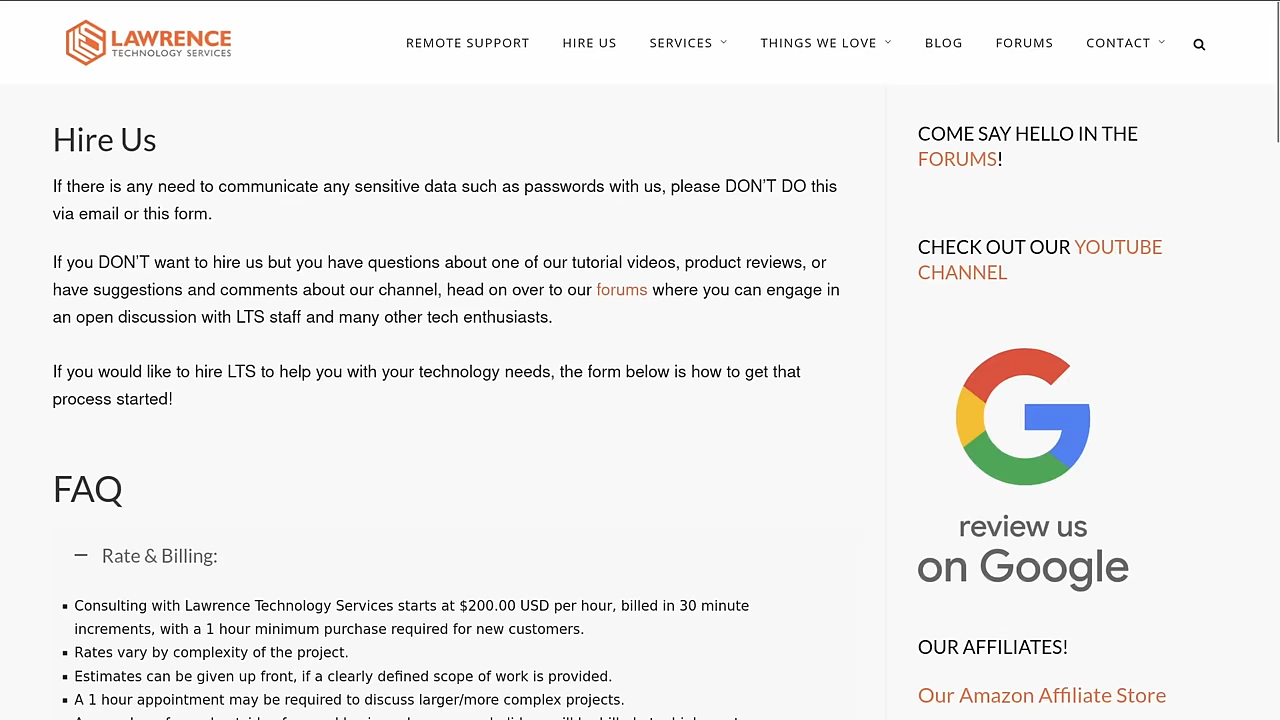 LAWRENCE
TECHNOLOGY SERVICES
REMOTE SUPPORT
HIRE US
SERVICES
THINGS WE LOVE
BLOG
FORUMS
CONTACT
Hire Us
If there is any need to communicate any sensitive data such as passwords with us, please DON'T DO this
via email or this form.
If you DON'T want to hire us but you have questions about one of our tutorial videos, product reviews, or
have suggestions and comments about our channel, head on over to our forums where you can engage in
an open discussion with LTS staff and many other tech enthusiasts.
If you would like to hire LTS to help you with your technology needs, the form below is how to get that
process started!
FAQ
Rate & Billing:
▪ Consulting with Lawrence Technology Services starts at $200.00 USD per hour, billed in 30 minute
increments, with a 1 hour minimum purchase required for new customers.
▪ Rates vary by complexity of the project.
▪ Estimates can be given up front, if a clearly defined scope of work is provided.
▪ A 1 hour appointment may be required to discuss larger/more complex projects.
COME SAY HELLO IN THE
FORUMS!
CHECK OUT OUR YOUTUBE
CHANNEL
review us
on Google
OUR AFFILIATES!
Our Amazon Affiliate Store